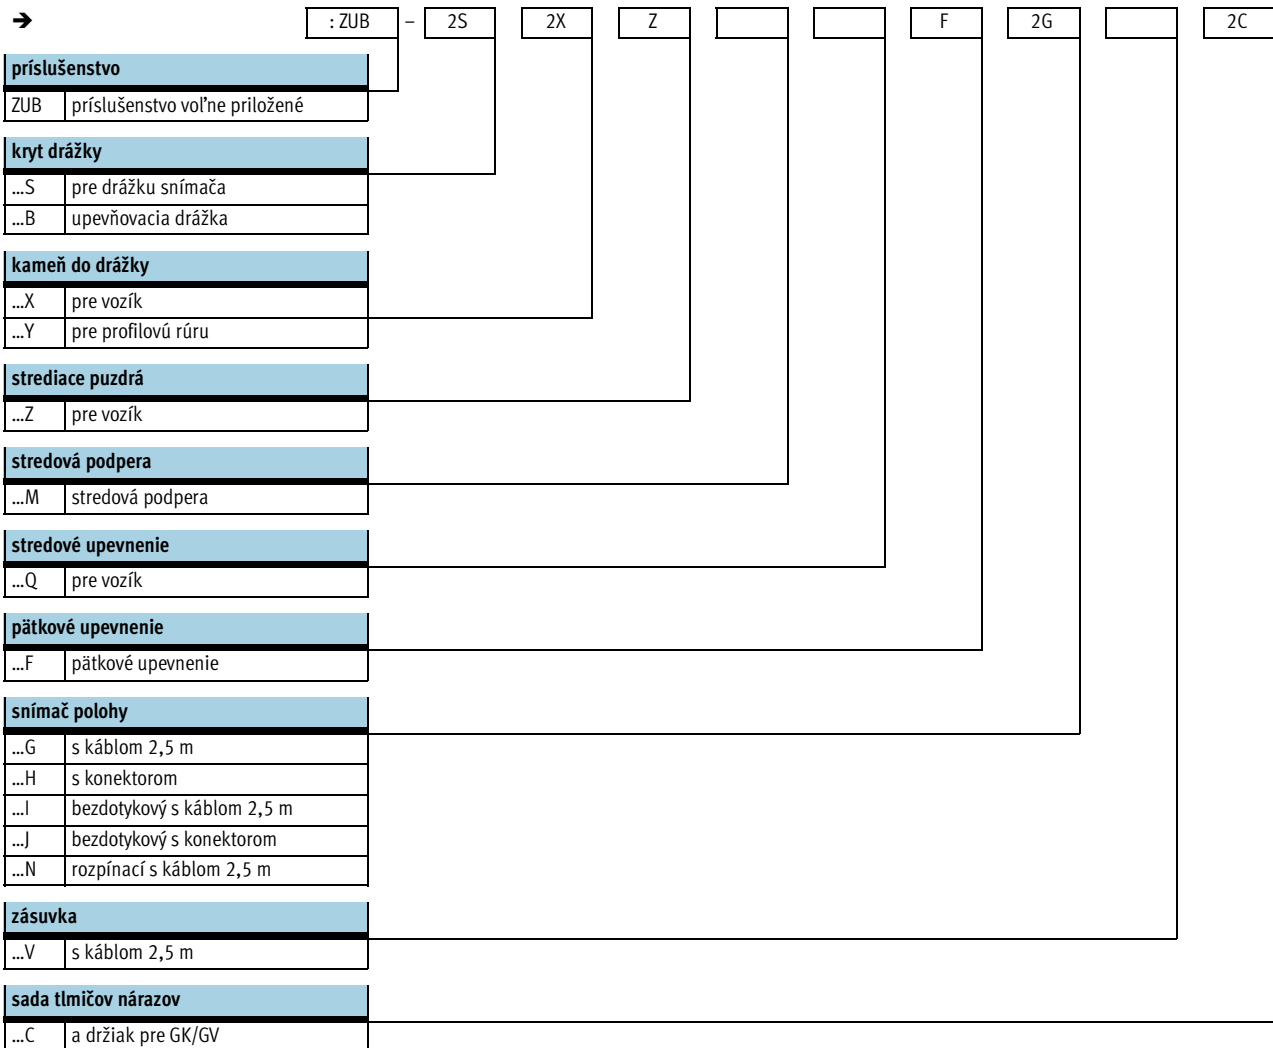 ➔ : ZUB – 2S 2X Z F 2G 2C
príslušenstvo
ZUB príslušenstvo voľne priložené
kryt drážky
...S pre drážku snímača
...B upevňovacia drážka
kameň do drážky
...X pre vozík
...Y pre profilovú rúru
strediace puzdrá
...Z pre vozík
stredová podpera
...M stredová podpera
stredové upevnenie
...Q pre vozík
pätkové upevnenie
...F pätkové upevnenie
snímač polohy
...G s káblom 2,5 m
...H s konektorom
...I bezdotykový s káblom 2,5 m
...J bezdotykový s konektorom
...N rozpínací s káblom 2,5 m
zásuvka
...V s káblom 2,5 m
sada tlmičov nárazov
...C a držiak pre GK/GV